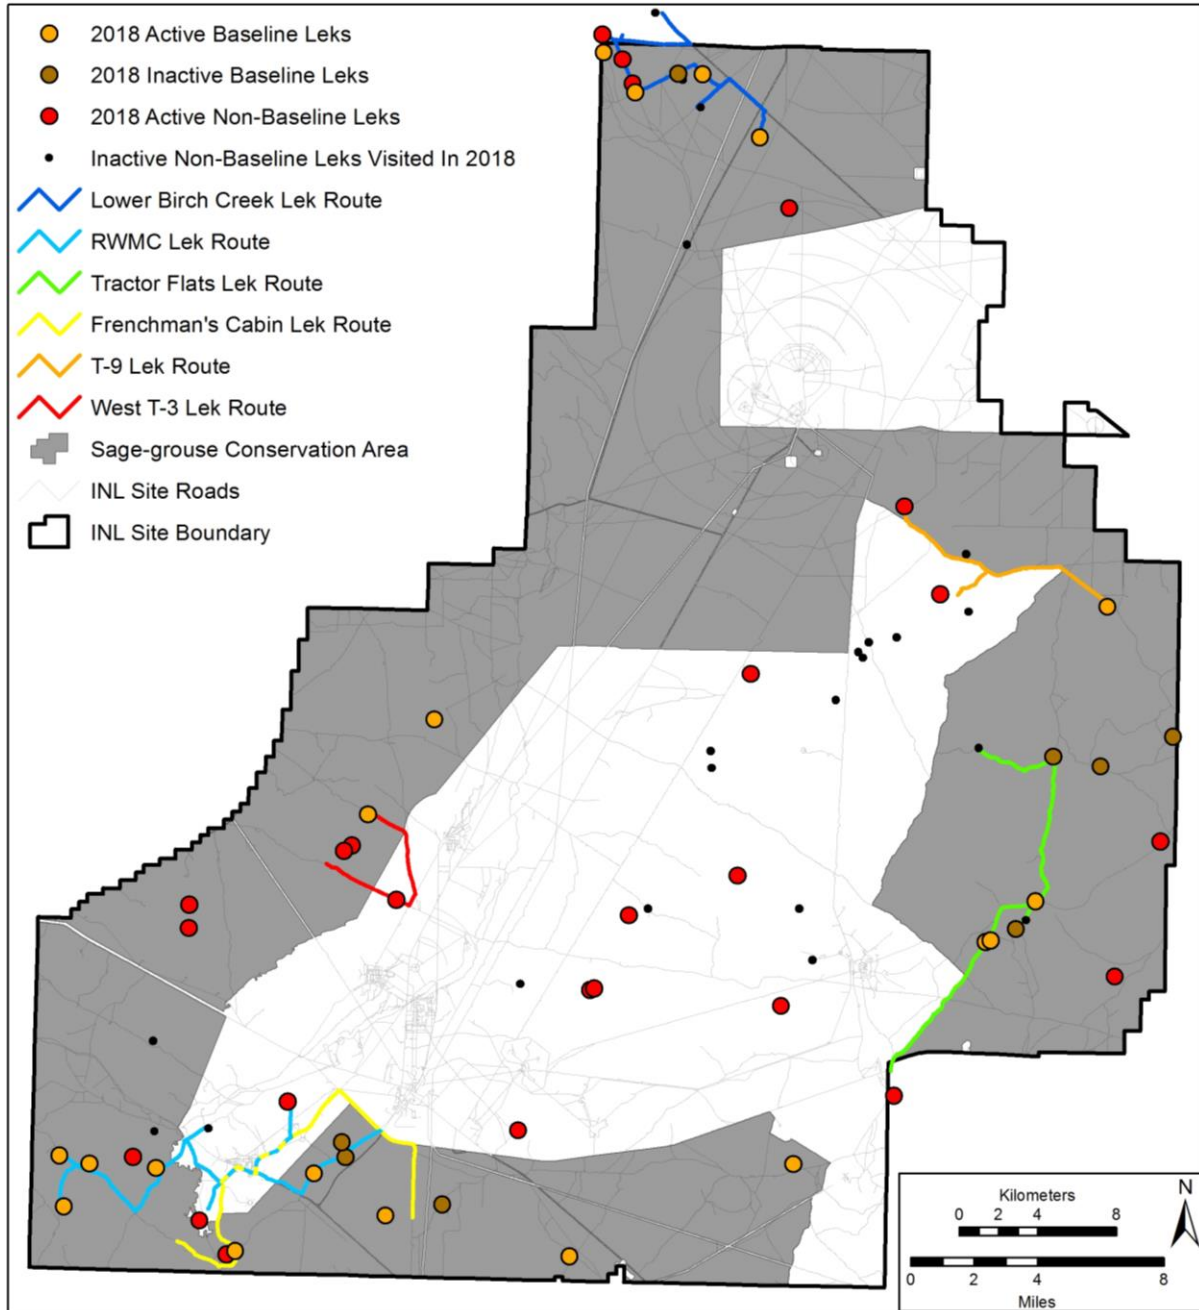 2018 Active Baseline Leks
2018 Inactive Baseline Leks
2018 Active Non-Baseline Leks
Inactive Non-Baseline Leks Visited In 2018
Lower Birch Creek Lek Route
RWMC Lek Route
Tractor Flats Lek Route
Frenchman's Cabin Lek Route
T-9 Lek Route
West T-3 Lek Route
Sage-grouse Conservation Area
INL Site Roads
INL Site Boundary
Kilometers
0 2 4 8
N
0 2 4 8
Miles